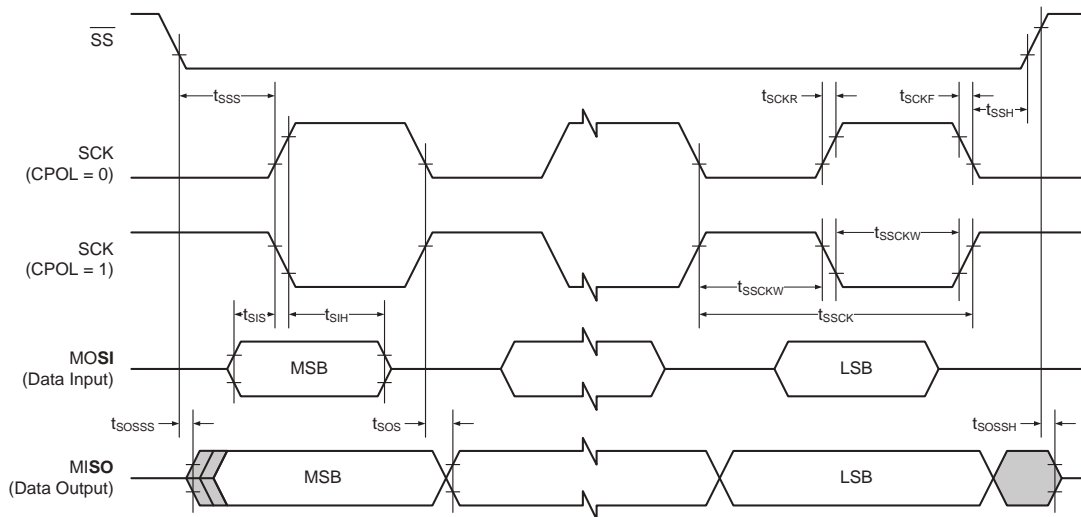 SS
tSSS
tSCKR
tSCKF
tSSH
SCK
(CPOL = 0)
SCK
(CPOL = 1)
tSSCKW
tSSCKW
tSIS
tSIH
tSSCK
MOSI
(Data Input)
MSB
LSB
tSOSSS
tSOS
tSOSSH
MISO
(Data Output)
MSB
LSB